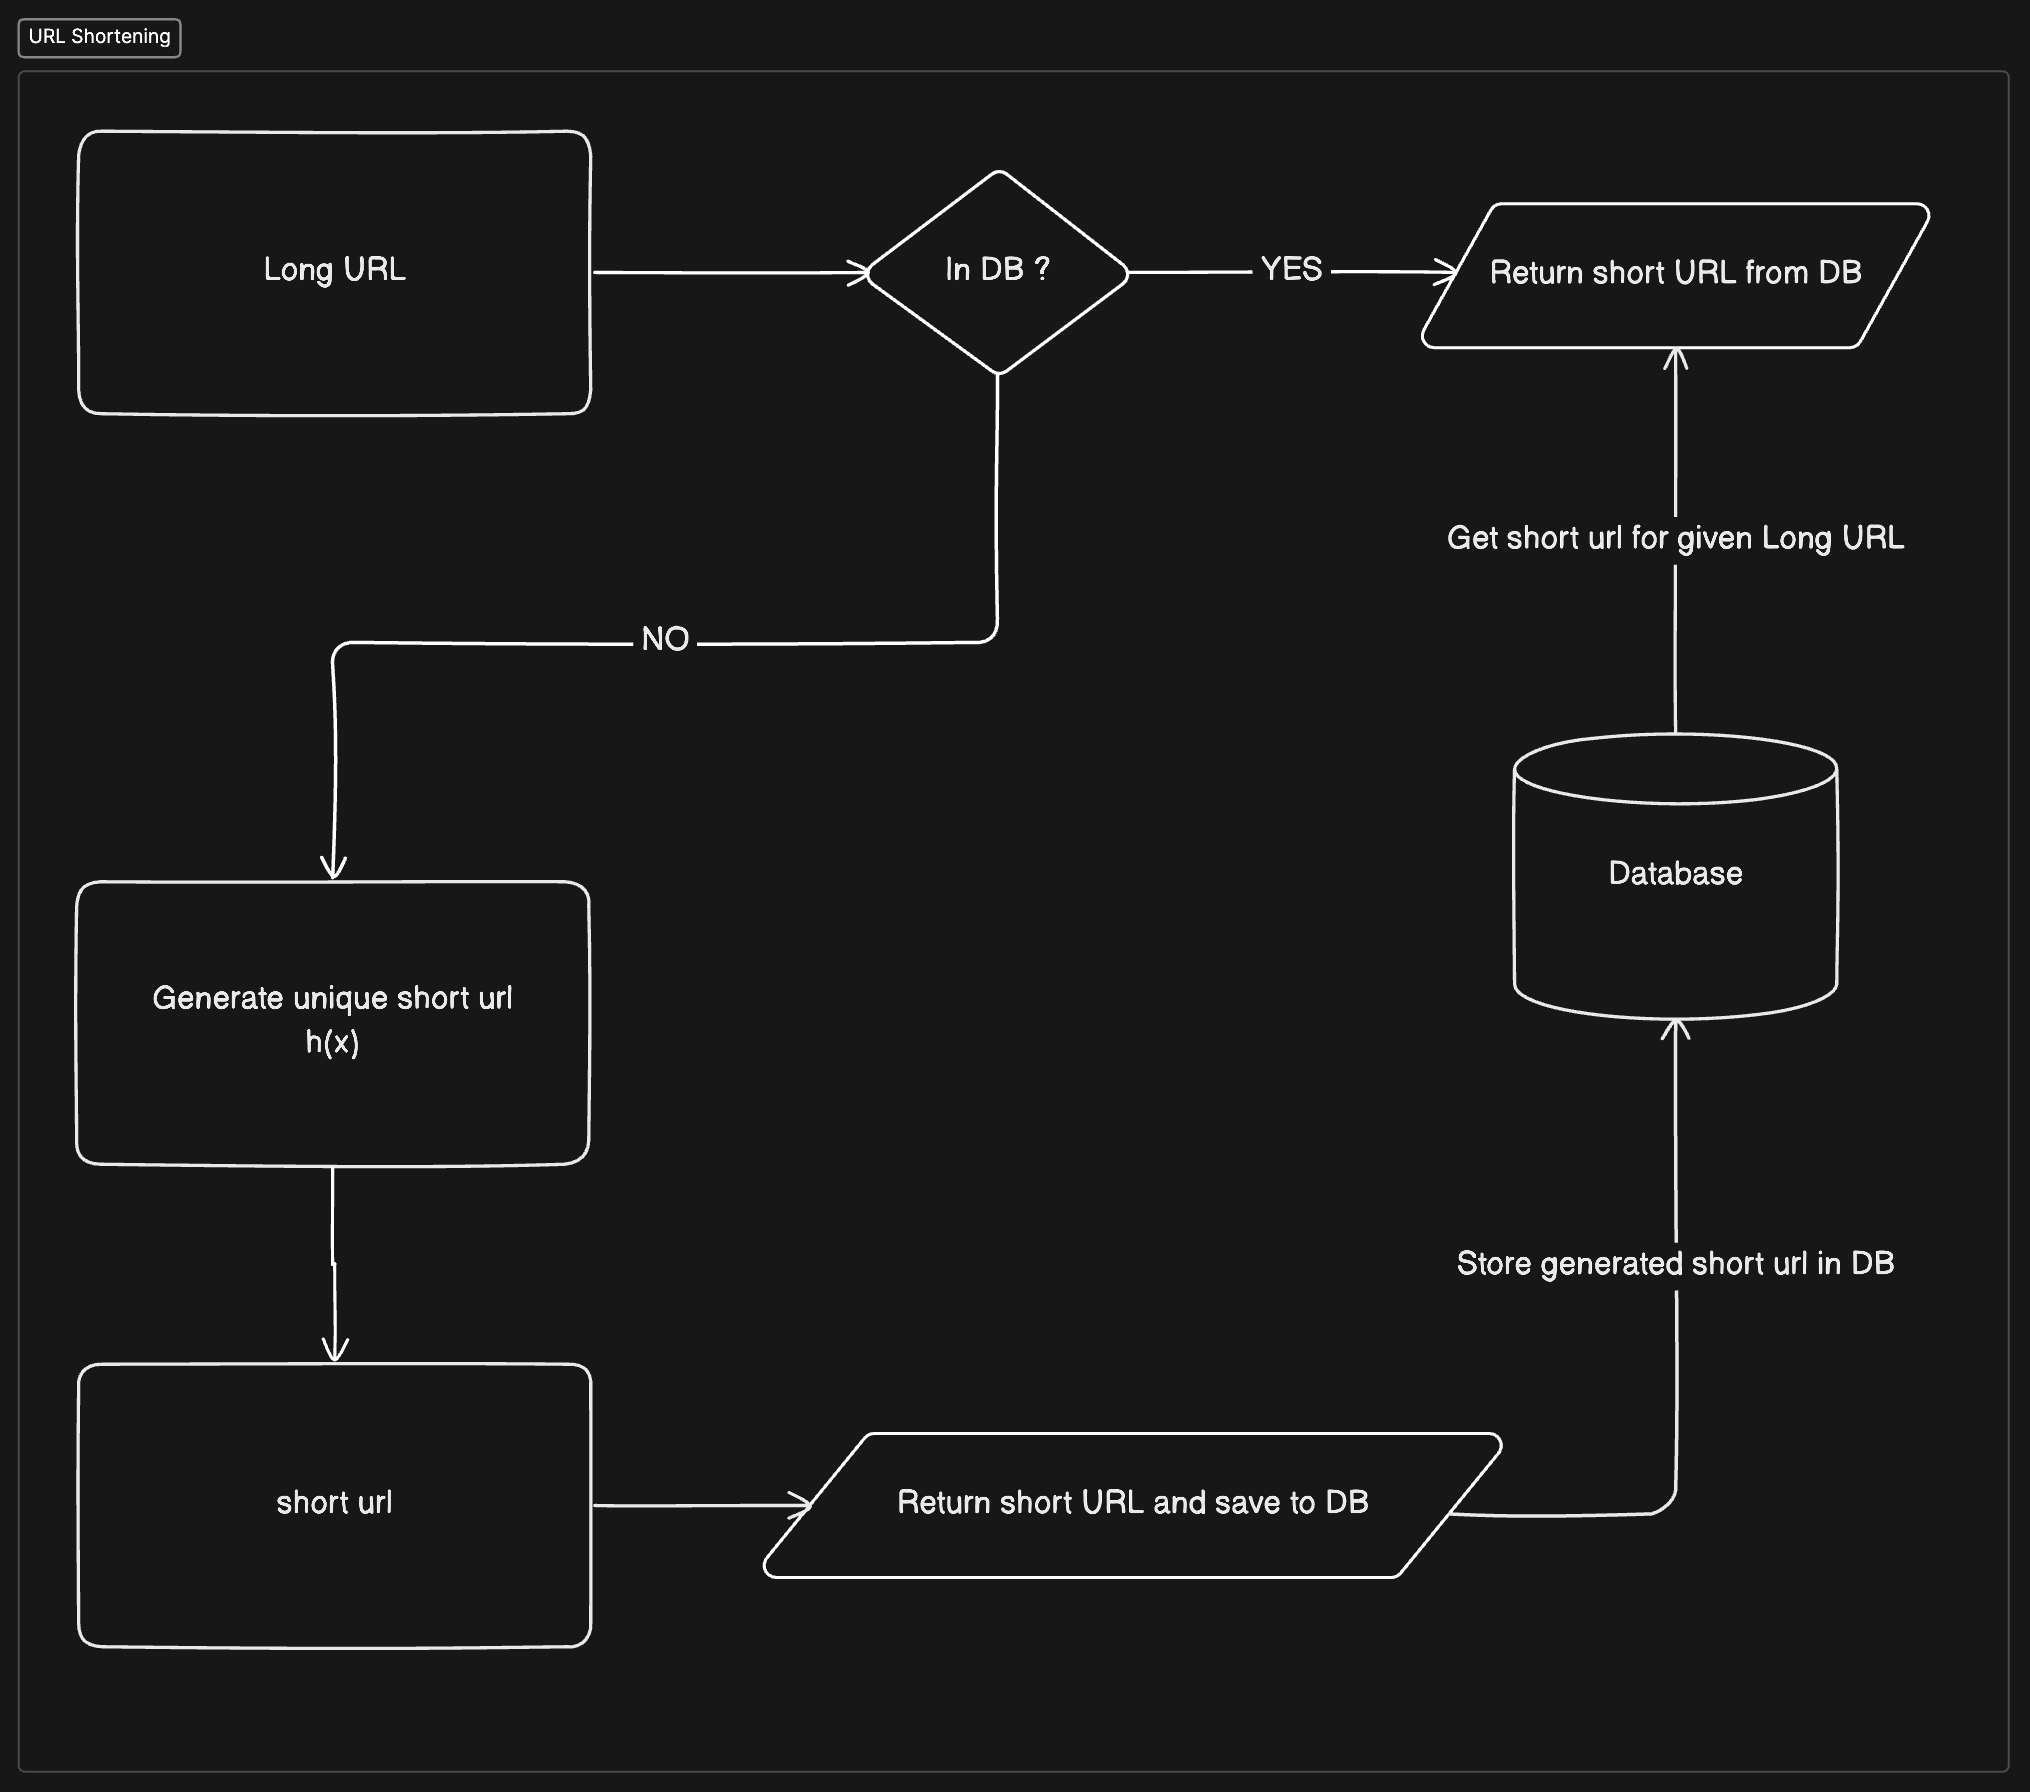 URL Shortening
Long URL
In DB ?
YES
Return short URL from DB
Get short url for given Long URL
NO
Database
Generate unique short url
h(x)
Store generated short url in DB
short url
Return short URL and save to DB